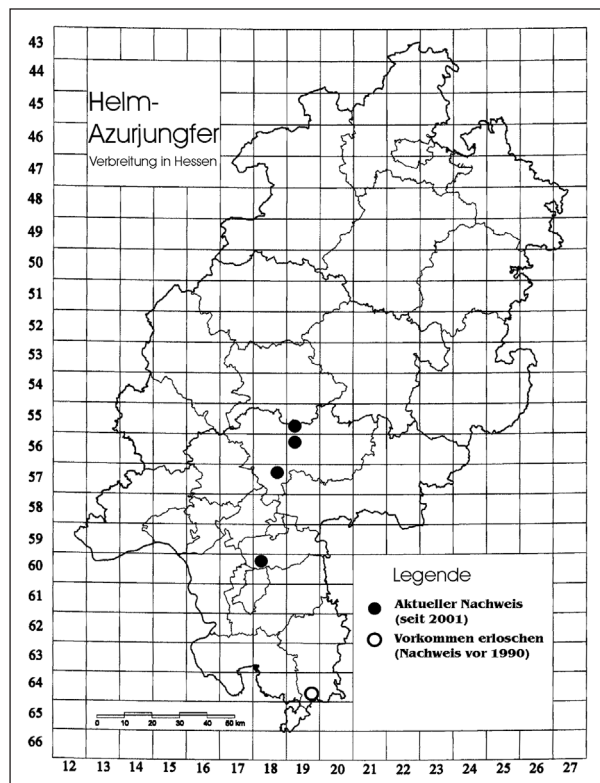 Helm-
Azurjungfer
Verbreitung in Hessen
43
44
45
46
47
48
49
50
51
52
53
54
55
56
57
58
59
60
61
62
63
64
65
66
Legende
Aktueller Nachweis
(seit 2001)
Vorkommen erloschen
(Nachweis vor 1990)
0 10 20 30 40 50 km
12 13 14 15 16 17 18 19 20 21 22 23 24 25 26 27